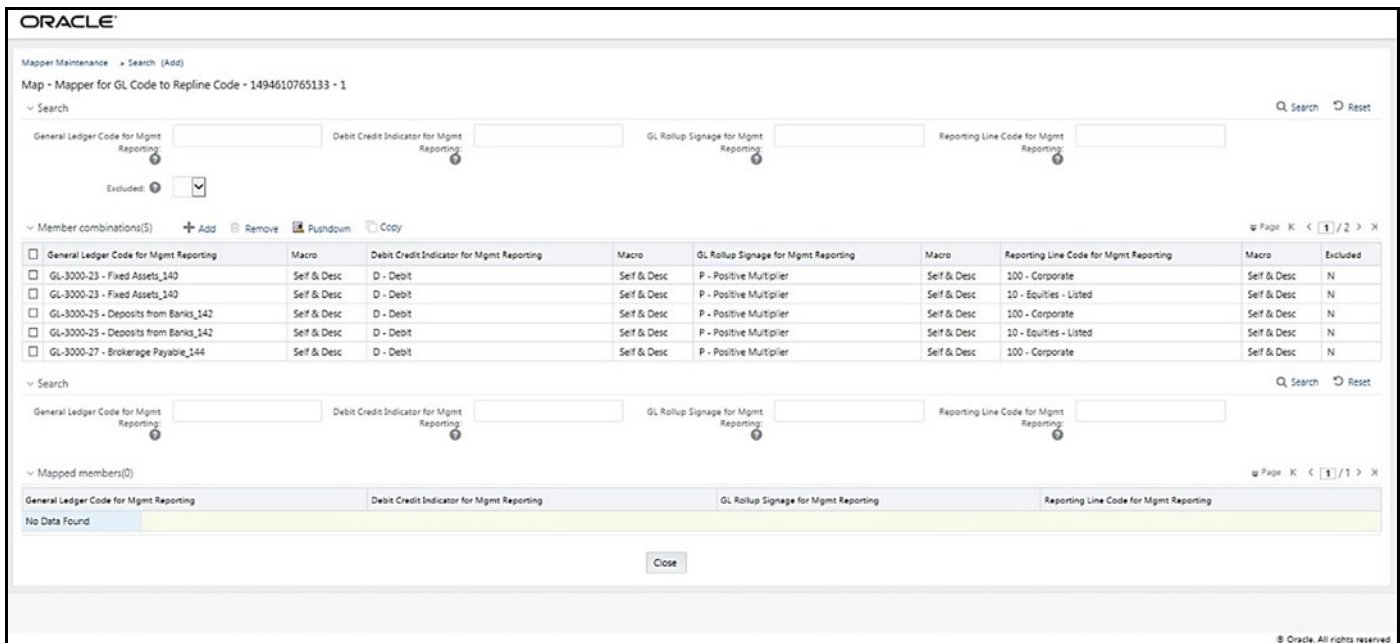 ORACLE
Mapper Maintenance » Search (Add)
Map - Mapper for GL Code to Repline Code - 1494610765133 - 1
Search
Search Reset
General Ledger Code for Mgmt Reporting: Debit Credit Indicator for Mgmt Reporting: GL Rollup Signage for Mgmt Reporting: Reporting Line Code for Mgmt Reporting:
Excluded:
Member combinations(5) Add Remove Pushdown Copy Page 1 / 2
General Ledger Code for Mgmt Reporting Macro Debit Credit Indicator for Mgmt Reporting Macro GL Rollup Signage for Mgmt Reporting Macro Reporting Line Code for Mgmt Reporting Macro Excluded
GL-3000-23 - Fixed Assets_140 Self & Desc D - Debit Self & Desc P - Positive Multiplier Self & Desc 100 - Corporate Self & Desc N
GL-3000-23 - Fixed Assets_140 Self & Desc D - Debit Self & Desc P - Positive Multiplier Self & Desc 10 - Equities - Listed Self & Desc N
GL-3000-25 - Deposits from Banks_142 Self & Desc D - Debit Self & Desc P - Positive Multiplier Self & Desc 100 - Corporate Self & Desc N
GL-3000-25 - Deposits from Banks_142 Self & Desc D - Debit Self & Desc P - Positive Multiplier Self & Desc 10 - Equities - Listed Self & Desc N
GL-3000-27 - Brokerage Payable_144 Self & Desc D - Debit Self & Desc P - Positive Multiplier Self & Desc 100 - Corporate Self & Desc N
Search
Search Reset
General Ledger Code for Mgmt Reporting: Debit Credit Indicator for Mgmt Reporting: GL Rollup Signage for Mgmt Reporting: Reporting Line Code for Mgmt Reporting:
Mapped members(0) Page 1 / 1
General Ledger Code for Mgmt Reporting Debit Credit Indicator for Mgmt Reporting GL Rollup Signage for Mgmt Reporting Reporting Line Code for Mgmt Reporting
No Data Found
Close
© Oracle. All rights reserved